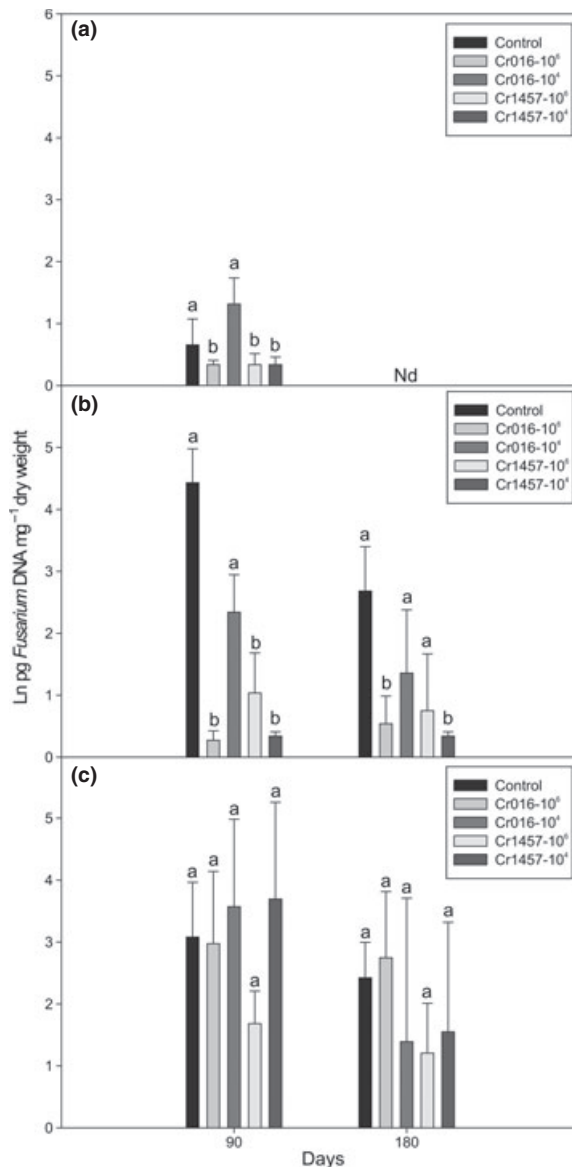 (a)
Control
Cr016-10⁶
Cr016-10⁴
Cr1457-10⁶
Cr1457-10⁴
6
5
4
3
2
1
0
a
b
a
b
b
Nd
Ln pg Fusarium DNA mg⁻¹ dry weight
(b)
Control
Cr016-10⁶
Cr016-10⁴
Cr1457-10⁶
Cr1457-10⁴
5
4
3
2
1
0
a
b
a
b
b
a
b
a
a
b
(c)
Control
Cr016-10⁶
Cr016-10⁴
Cr1457-10⁶
Cr1457-10⁴
5
4
3
2
1
0
a
a
a
a
a
a
a
a
a
a
90
180
Days